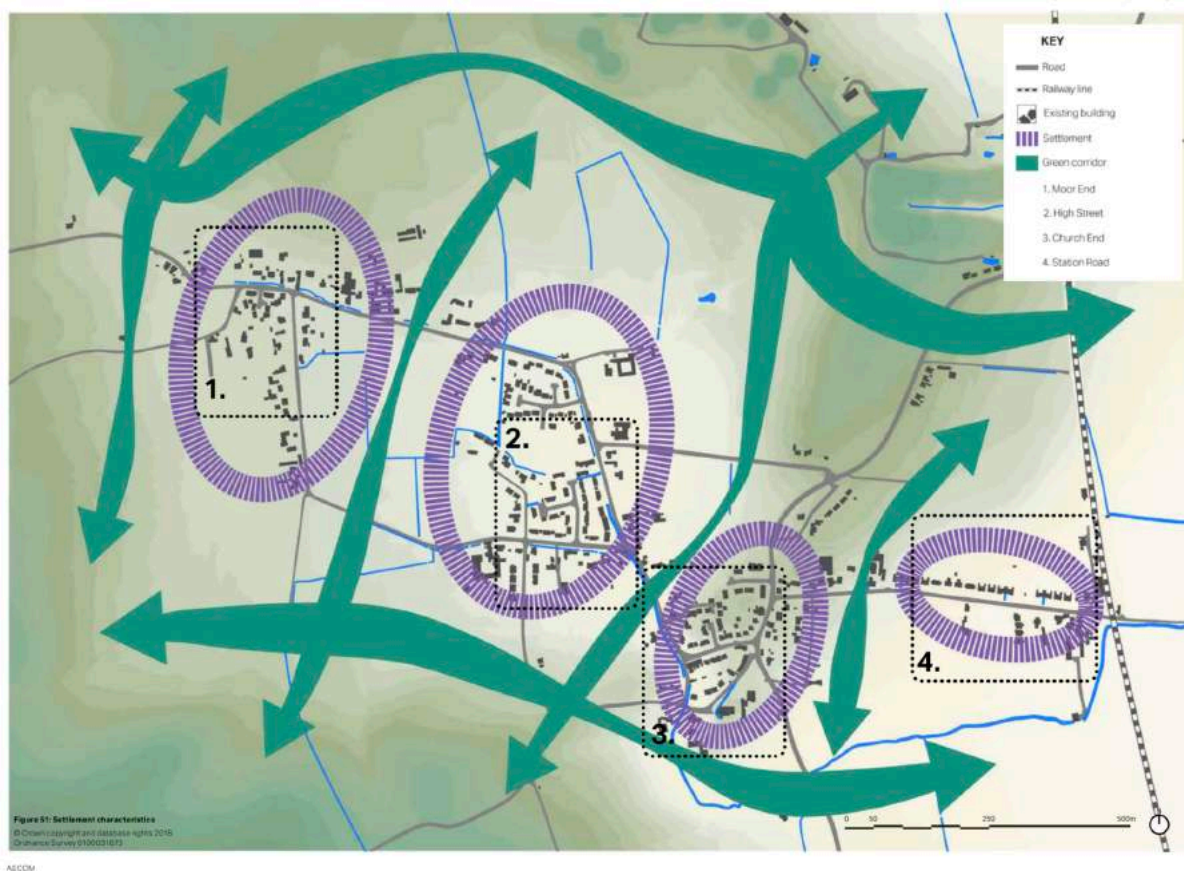 KEY
Road
Railway line
Existing building
Settlement
Green corridor
1. Moor End
2. High Street
3. Church End
4. Station Road
1.
2.
3.
4.
0 50 250 500m
Figure 51: Settlement characteristics
© Crown copyright and database rights 2016
Ordnance Survey 0100031673
AECOM